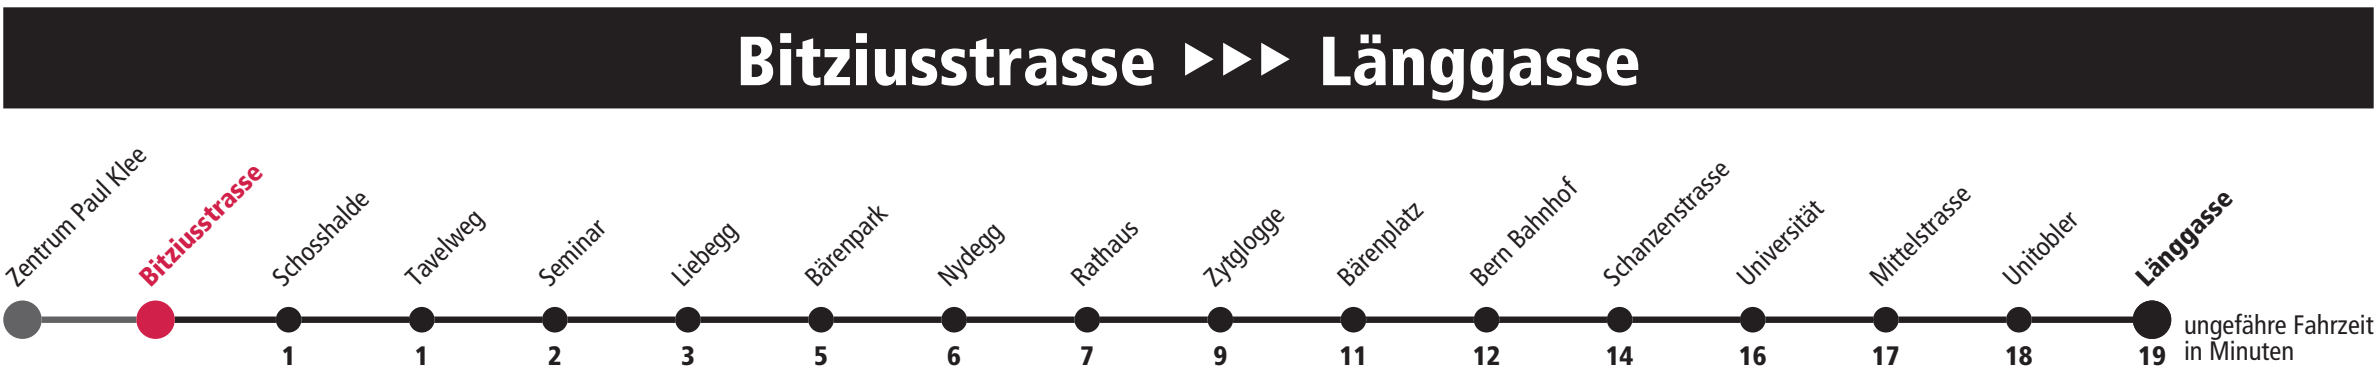 Bitziusstrasse ▶▶▶ Länggasse
Zentrum Paul Klee
Bitziusstrasse
Schosshalde
Tavelweg
Seminar
Liebegg
Bärenpark
Nydegg
Rathaus
Zytglogge
Bärenplatz
Bern Bahnhof
Schanzenstrasse
Universität
Mittelstrasse
Unitobler
Länggasse
1 1 2 3 5 6 7 9 11 12 14 16 17 18 19
ungefähre Fahrzeit
in Minuten